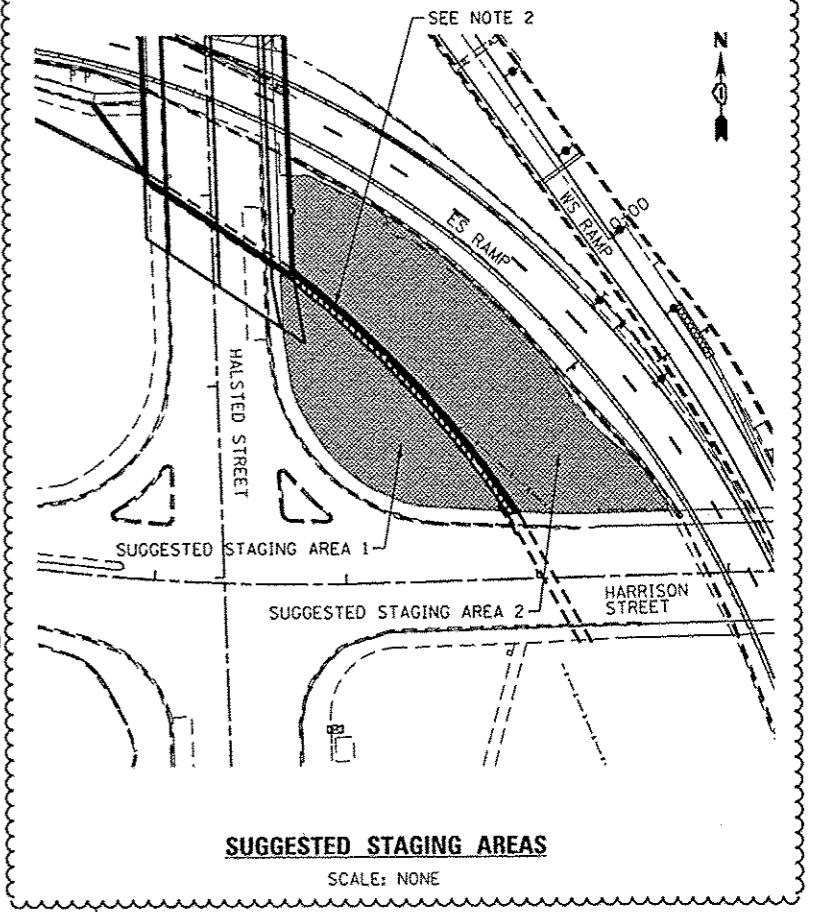 SEE NOTE 2
N
P P
ES RAMP
WS RAMP
HALSTED STREET
SUGGESTED STAGING AREA 1
SUGGESTED STAGING AREA 2
HARRISON
STREET
SUGGESTED STAGING AREAS
SCALE: NONE